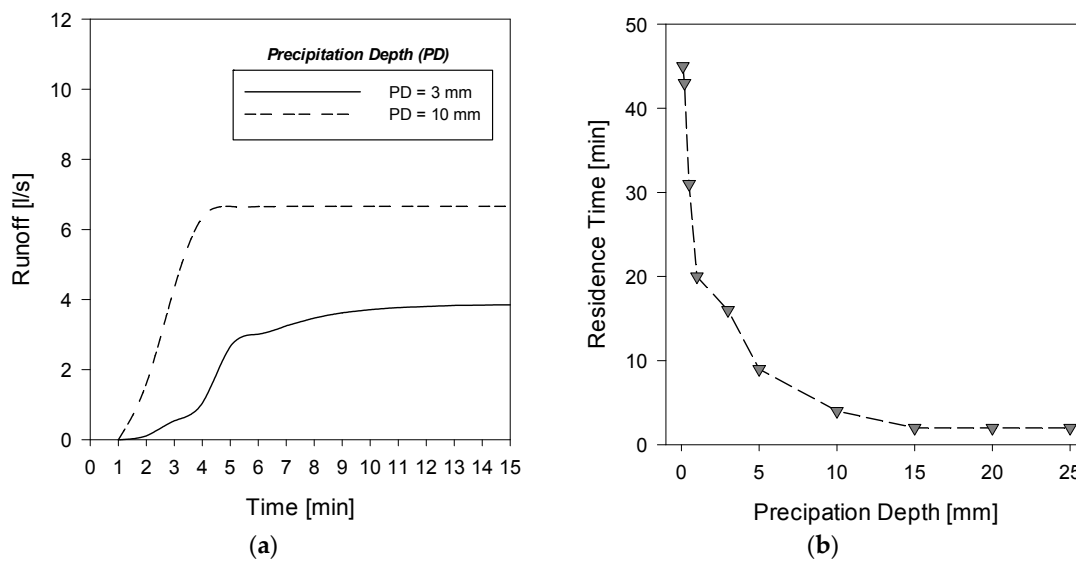 12
10
8
6
4
2
0
Runoff [l/s]
Precipitation Depth (PD)
PD = 3 mm
PD = 10 mm
0 1 2 3 4 5 6 7 8 9 10 11 12 13 14 15
Time [min]
(a)
50
40
30
20
10
0
Residence Time [min]
0 5 10 15 20 25
Precipation Depth [mm]
(b)